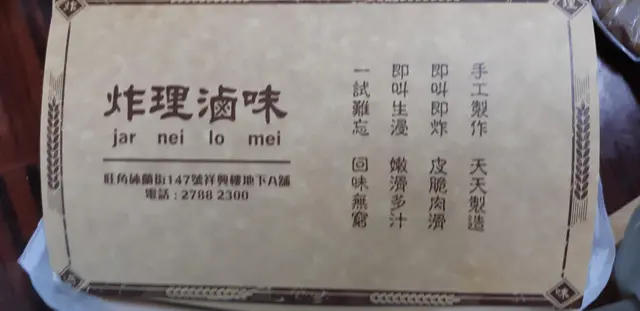 炸理滷味
jar nei lo mei
旺角砵蘭街147號祥興樓地下A舖
電話：2788 2300
手工製作 天天製造
即叫即炸 皮脆肉滑
即叫生漫 嫩滑多汁
一試難忘 回味無窮
味